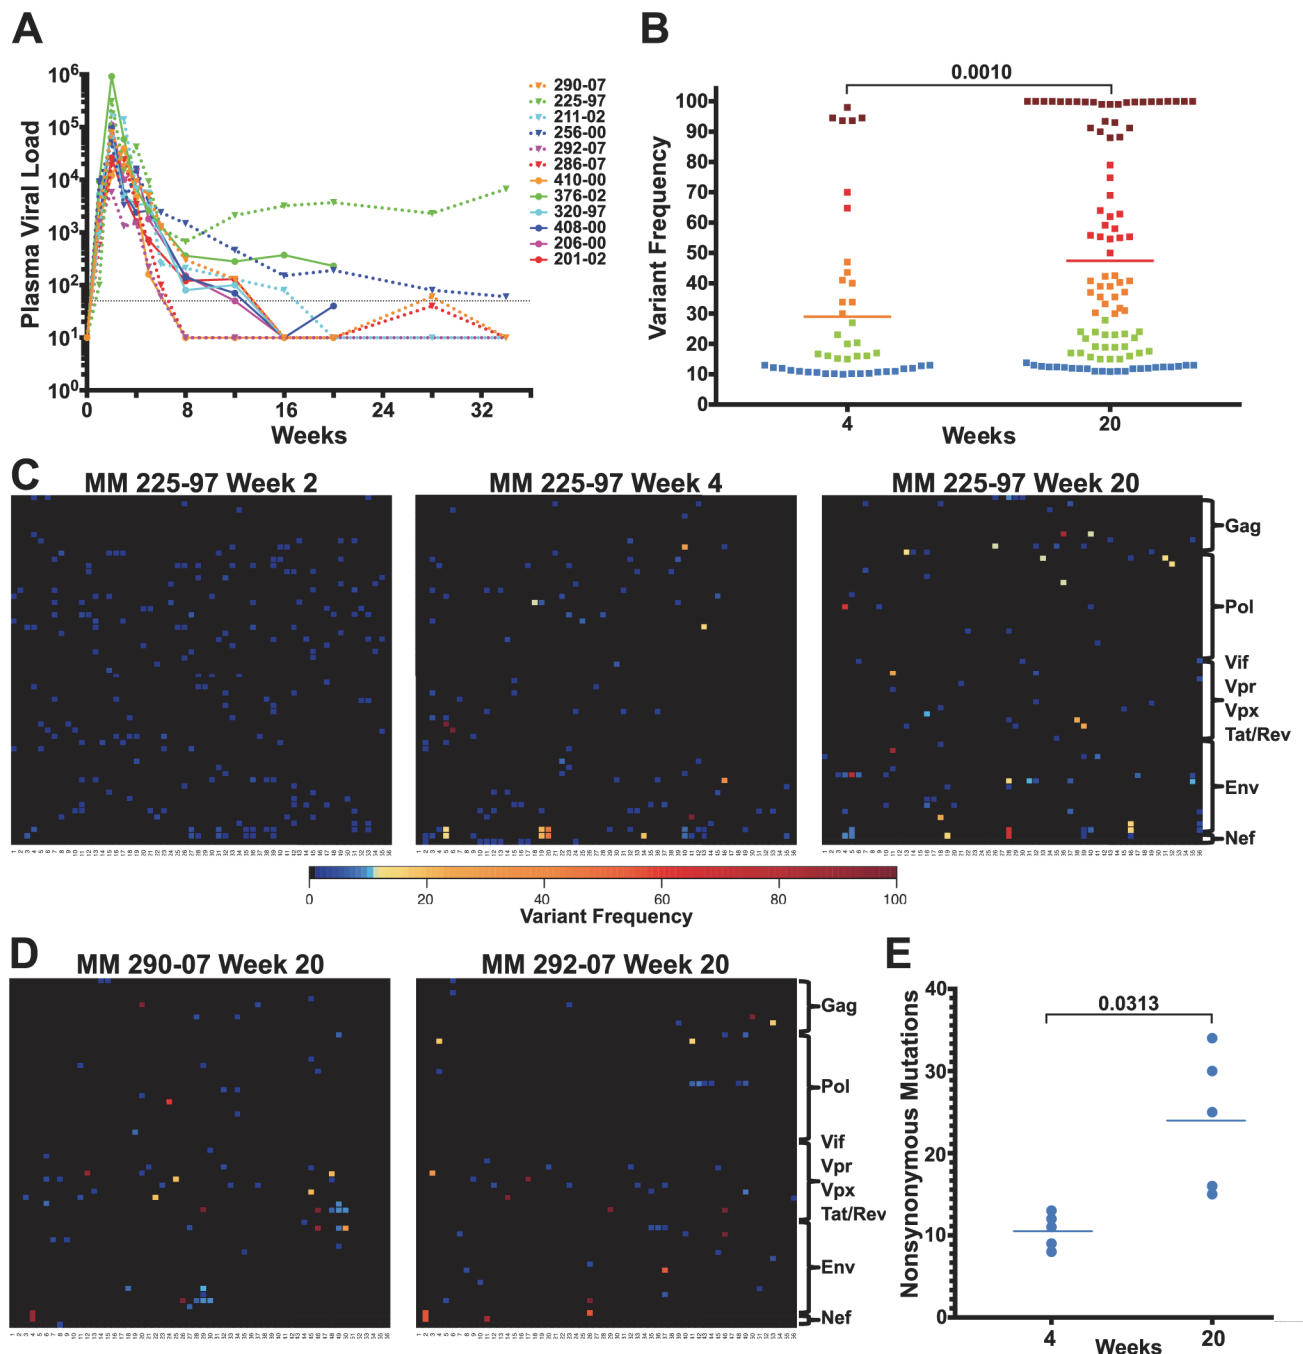 A
B
10^6
10^5
10^4
10^3
10^2
10^1
10^0
Plasma Viral Load
0 8 16 24 32
Weeks
290-07
225-97
211-02
256-00
292-07
286-07
410-00
376-02
320-97
408-00
206-00
201-02
0.0010
100
90
80
70
60
50
40
30
20
10
0
Variant Frequency
4 20
Weeks
C
MM 225-97 Week 2 MM 225-97 Week 4 MM 225-97 Week 20
Gag
Pol
Vif
Vpr
Vpx
Tat/Rev
Env
Nef
0 20 40 60 80 100
Variant Frequency
D
MM 290-07 Week 20 MM 292-07 Week 20
Gag
Pol
Vif
Vpr
Vpx
Tat/Rev
Env
Nef
E
40
30
20
10
0
Nonsynonymous Mutations
0.0313
4 20
Weeks